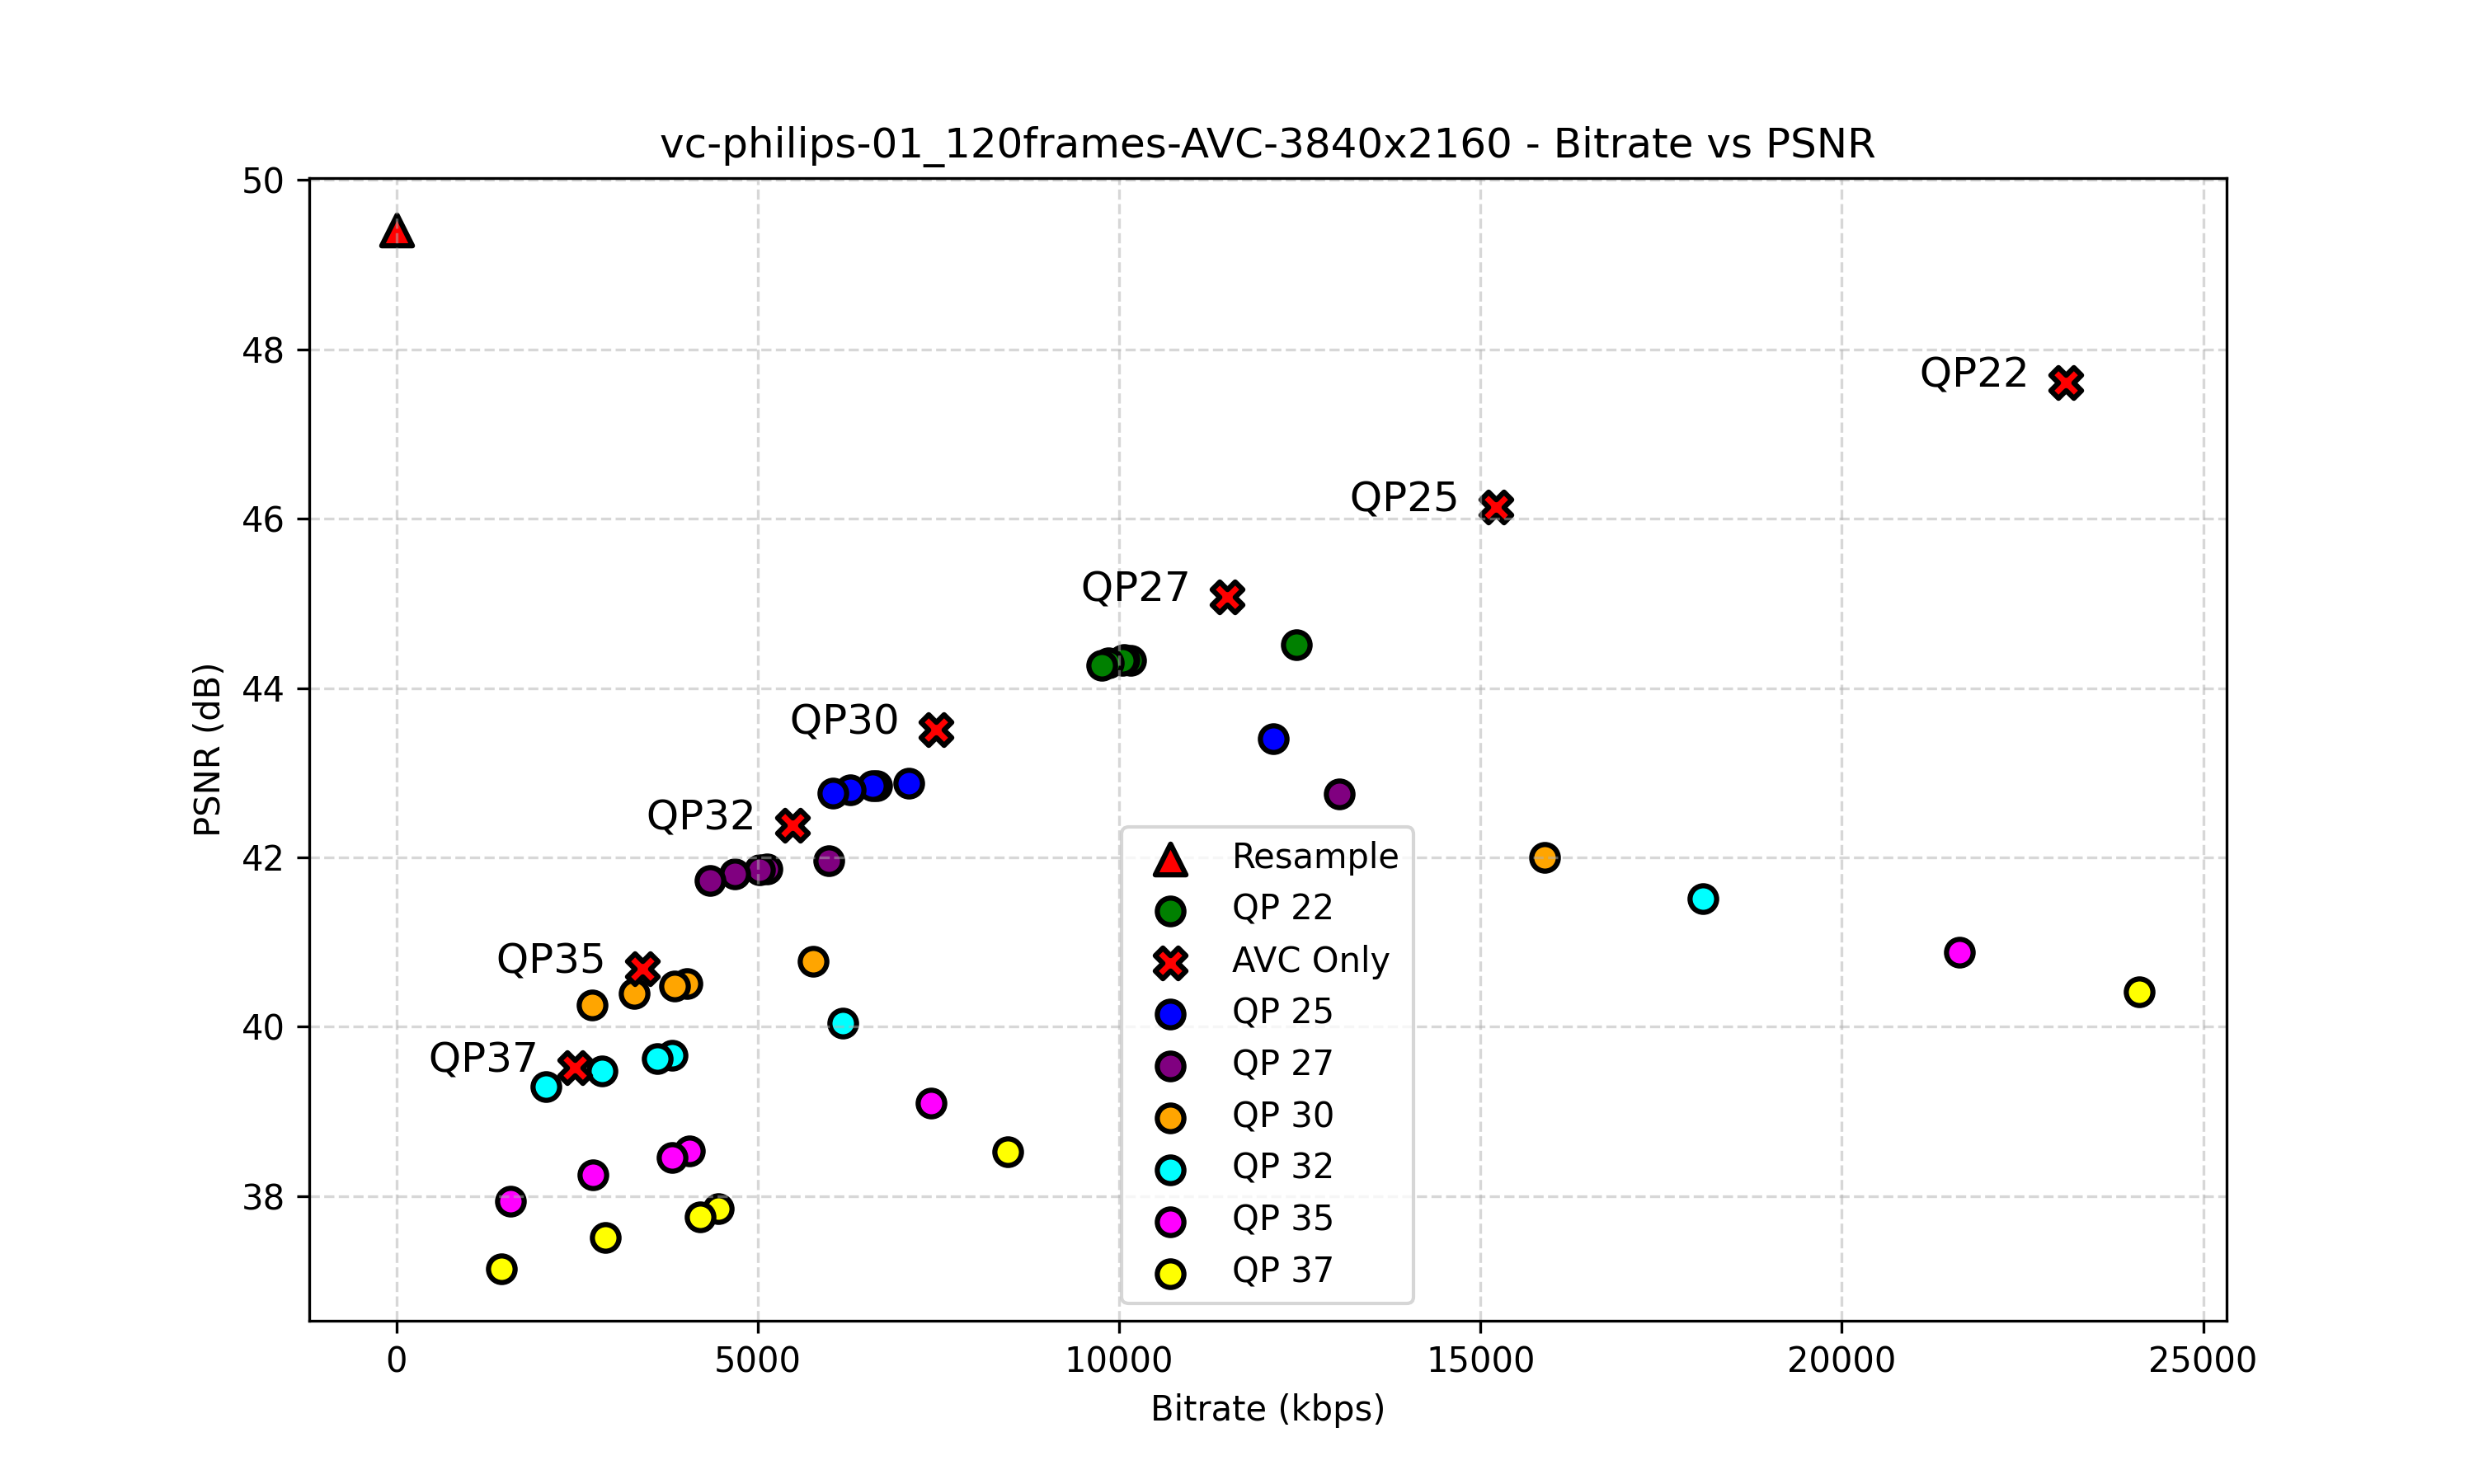 vc-philips-01_120frames-AVC-3840x2160 - Bitrate vs PSNR
50
48
46
44
42
40
38
PSNR (dB)
QP22
QP25
QP27
QP30
QP32
QP35
QP37
Resample
QP 22
AVC Only
QP 25
QP 27
QP 30
QP 32
QP 35
QP 37
0 5000 10000 15000 20000 25000
Bitrate (kbps)